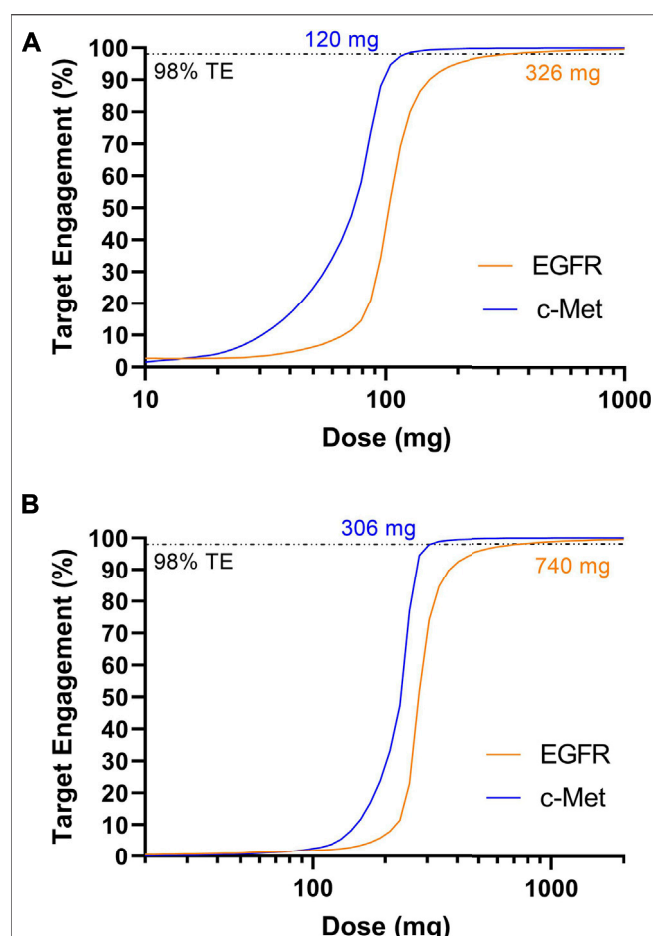 A
120 mg
100
98% TE
326 mg
90
80
70
60
50
40
30
20
10
0
Target Engagement (%)
EGFR
c-Met
10
100
1000
Dose (mg)
B
306 mg
100
98% TE
740 mg
90
80
70
60
50
40
30
20
10
0
Target Engagement (%)
EGFR
c-Met
100
1000
Dose (mg)